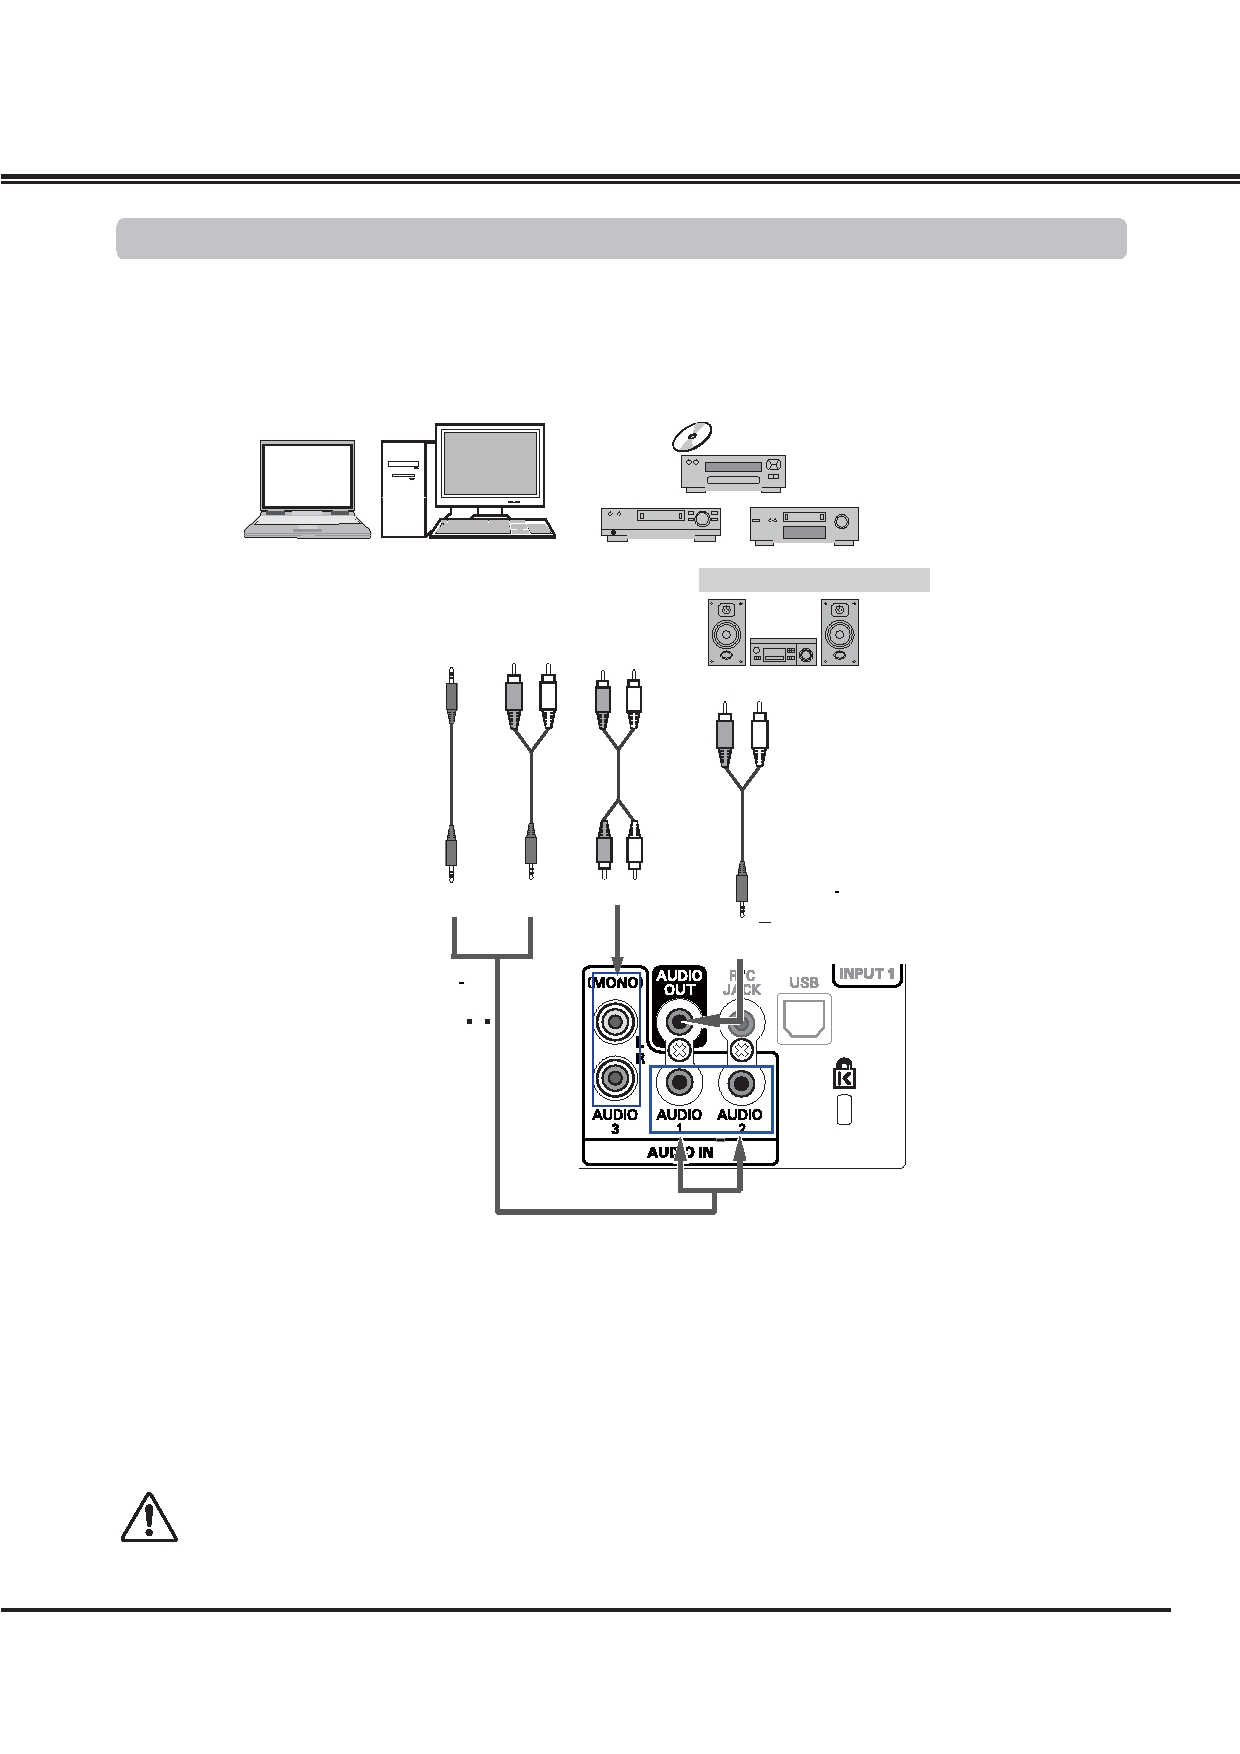 INPUT 1
(MONO)
AUDIO
OUT
R/C
JACK
USB
L
R
K
AUDIO
3
AUDIO
1
AUDIO
2
AUDIO IN